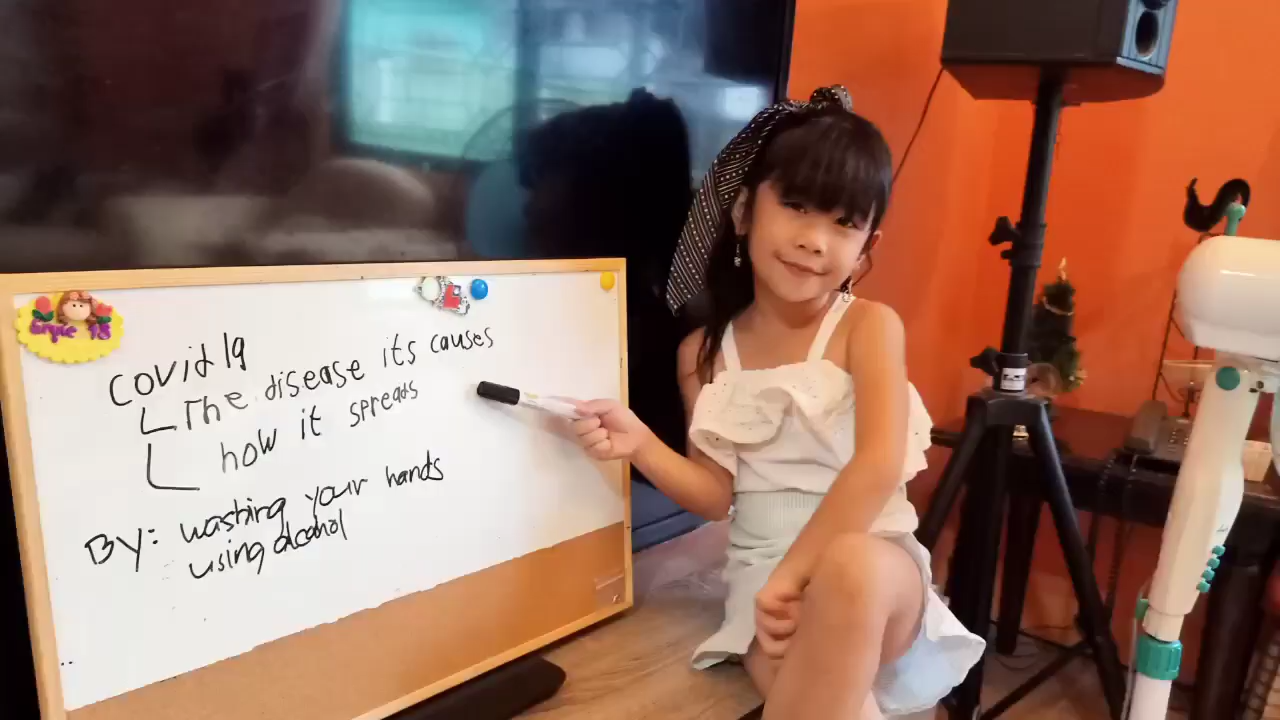 covid 19
The disease its causes
how it spreads
By: washing your hands
using alcohol